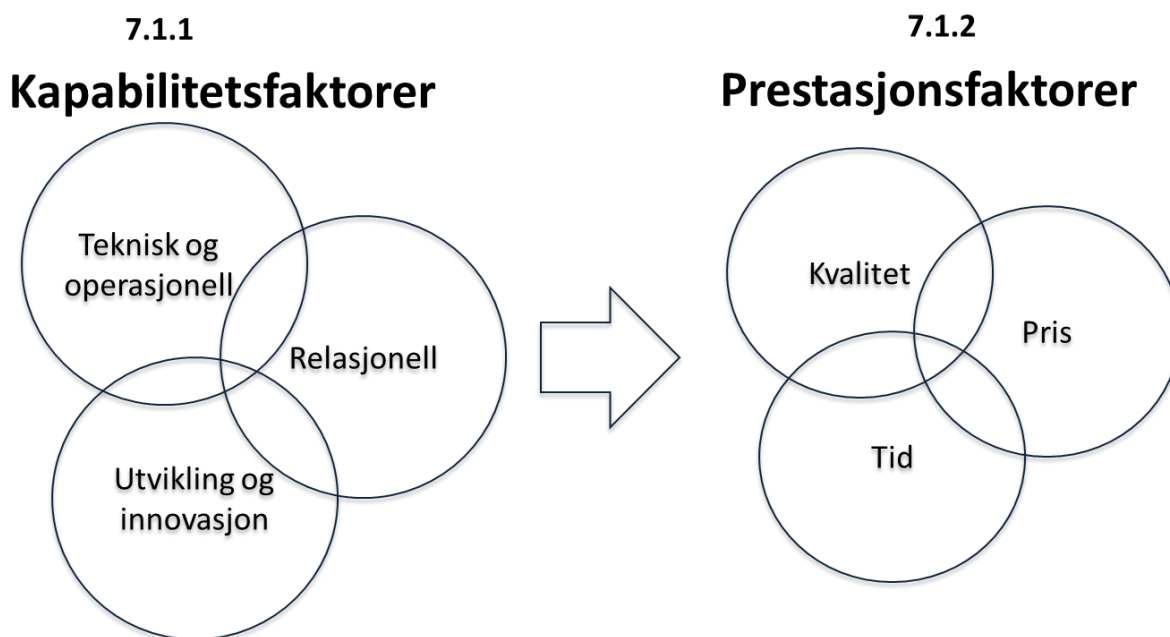 7.1.1
Kapabilitetsfaktorer
Teknisk og
operasjonell
Relasjonell
Utvikling og
innovasjon
7.1.2
Prestasjonsfaktorer
Kvalitet
Pris
Tid